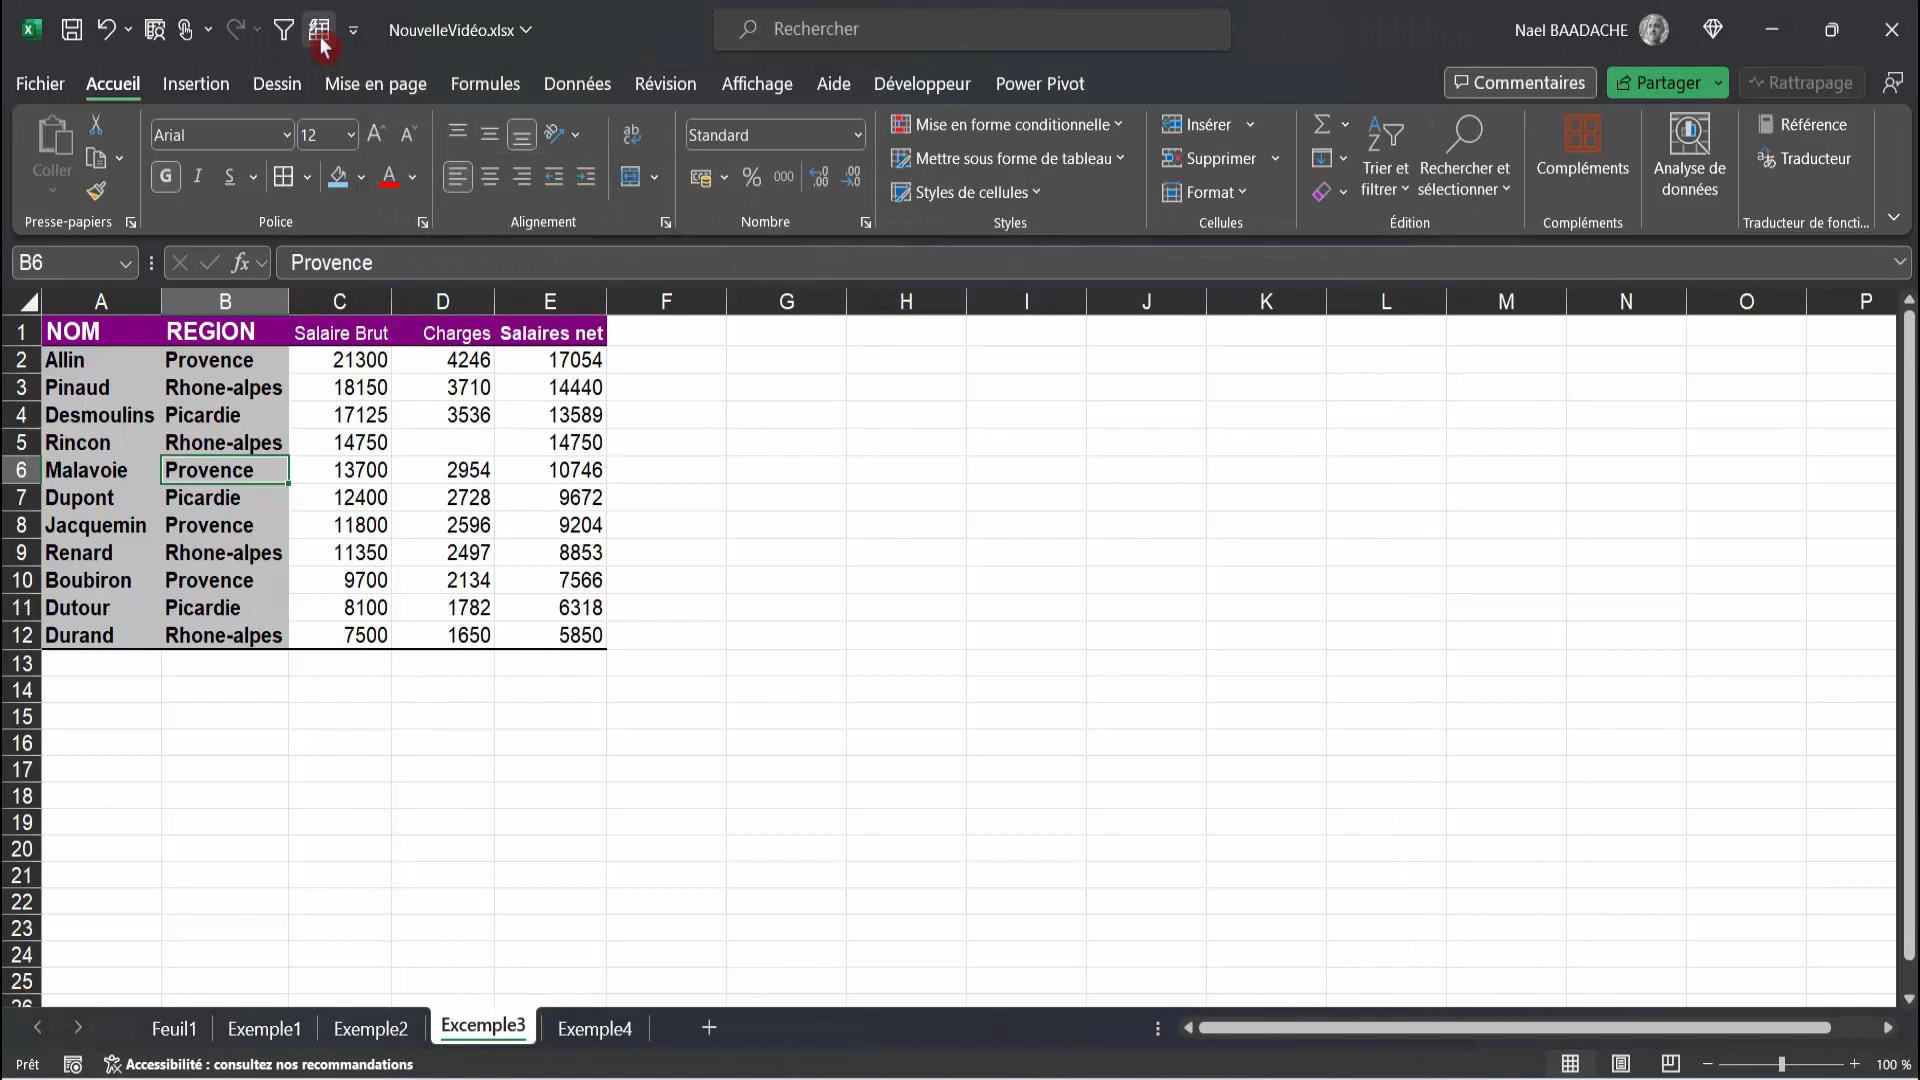 NouvelleVidéo.xlsx
Rechercher
Nael BAADACHE
Fichier Accueil Insertion Dessin Mise en page Formules Données Révision Affichage Aide Développeur Power Pivot
Commentaires Partager Rattrapage
Coller
Presse-papiers
Arial 12
G I S A
Police
Alignement
Standard
% 000
Nombre
Mise en forme conditionnelle
Mettre sous forme de tableau
Styles de cellules
Styles
Insérer
Supprimer
Format
Cellules
Trier et
filtrer
Rechercher et
sélectionner
Édition
Compléments
Compléments
Analyse de
données
Référence
Traducteur
Traducteur de foncti...
B6 fx Provence
A B C D E F G H I J K L M N O P
1 NOM REGION Salaire Brut Charges Salaires net
2 Allin Provence 21300 4246 17054
3 Pinaud Rhone-alpes 18150 3710 14440
4 Desmoulins Picardie 17125 3536 13589
5 Rincon Rhone-alpes 14750 14750
6 Malavoie Provence 13700 2954 10746
7 Dupont Picardie 12400 2728 9672
8 Jacquemin Provence 11800 2596 9204
9 Renard Rhone-alpes 11350 2497 8853
10 Boubiron Provence 9700 2134 7566
11 Dutour Picardie 8100 1782 6318
12 Durand Rhone-alpes 7500 1650 5850
13
14
15
16
17
18
19
20
21
22
23
24
25
26
Feuil1 Exemple1 Exemple2 Excemple3 Exemple4
Prêt Accessibilité : consultez nos recommandations 100 %